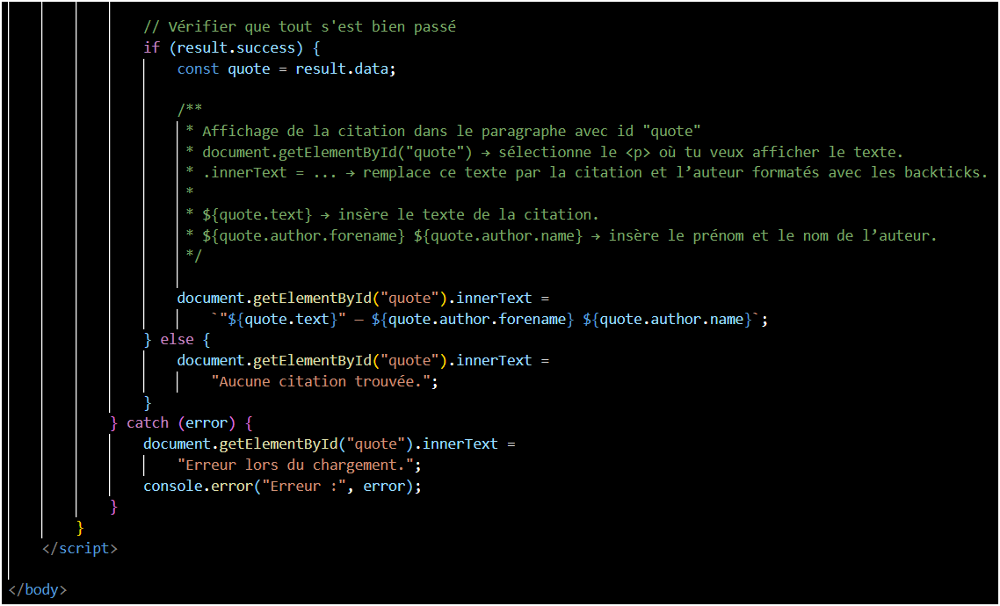 // Vérifier que tout s'est bien passé
if (result.success) {
const quote = result.data;
/**
* Affichage de la citation dans le paragraphe avec id "quote"
* document.getElementById("quote") → sélectionne le <p> où tu veux afficher le texte.
* .innerText = ... → remplace ce texte par la citation et l’auteur formatés avec les backticks.
*
* ${quote.text} → insère le texte de la citation.
* ${quote.author.forename} ${quote.author.name} → insère le prénom et le nom de l’auteur.
*/
document.getElementById("quote").innerText =
`"${quote.text}" — ${quote.author.forename} ${quote.author.name}`;
} else {
document.getElementById("quote").innerText =
"Aucune citation trouvée.";
}
} catch (error) {
document.getElementById("quote").innerText =
"Erreur lors du chargement.";
console.error("Erreur :", error);
}
}
</script>
</body>